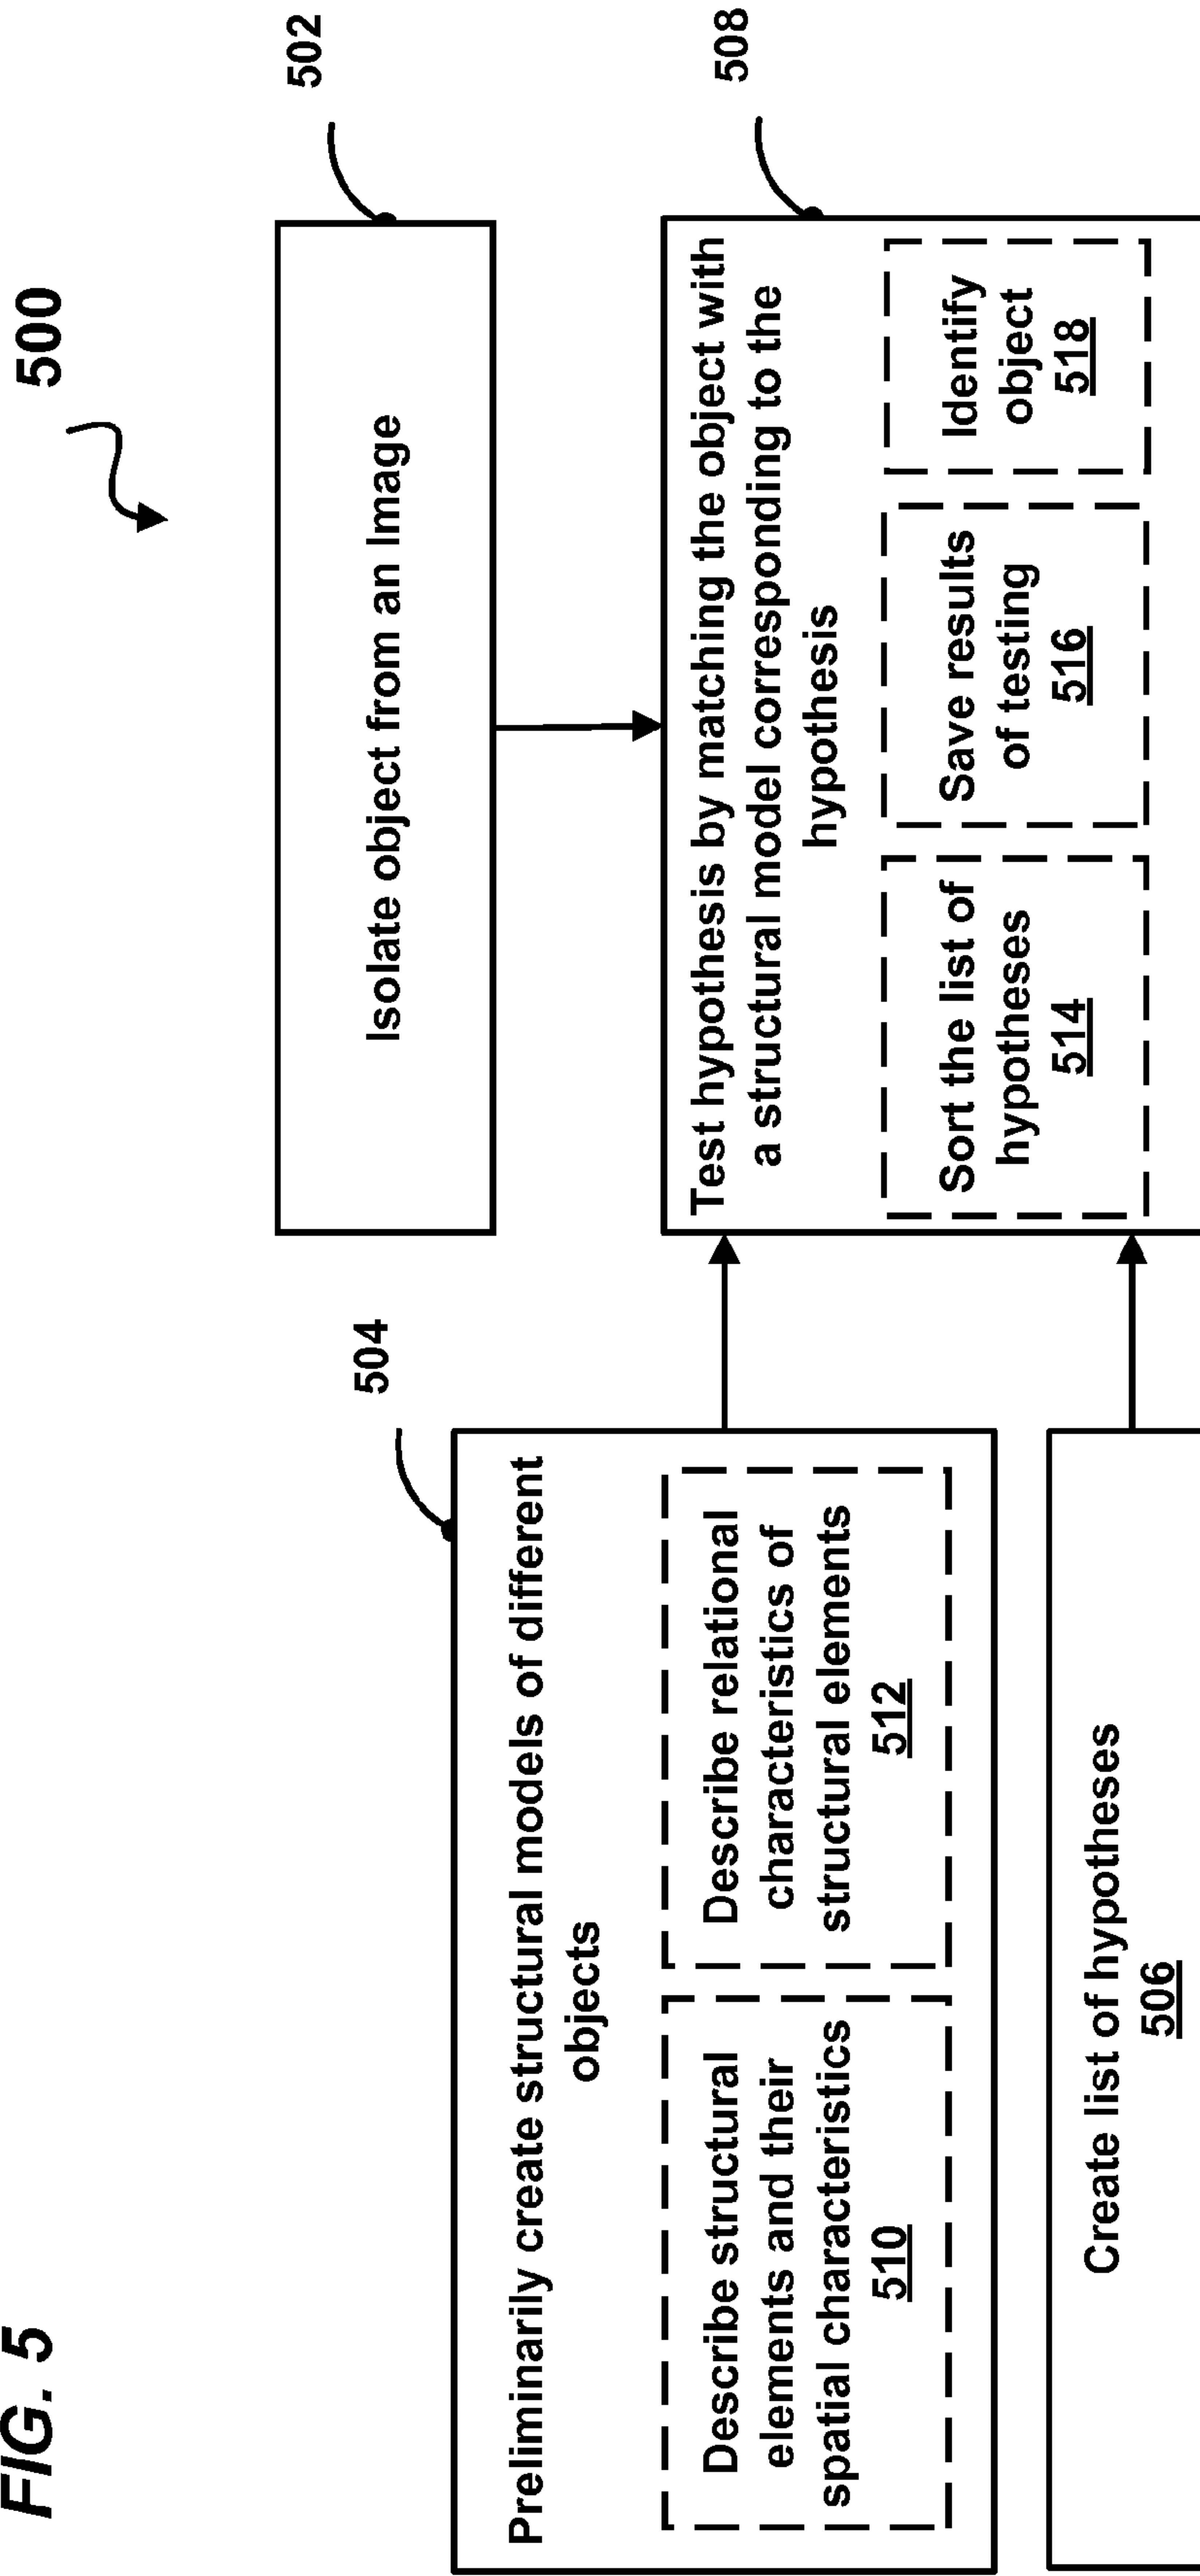 FIG. 5
500
502
Isolate object from an Image
504
Preliminarily create structural models of different
objects
Describe structural
elements and their
spatial characteristics
510
Describe relational
characteristics of
structural elements
512
508
Test hypothesis by matching the object with
a structural model corresponding to the
hypothesis
Sort the list of
hypotheses
514
Save results
of testing
516
Identify
object
518
Create list of hypotheses
506